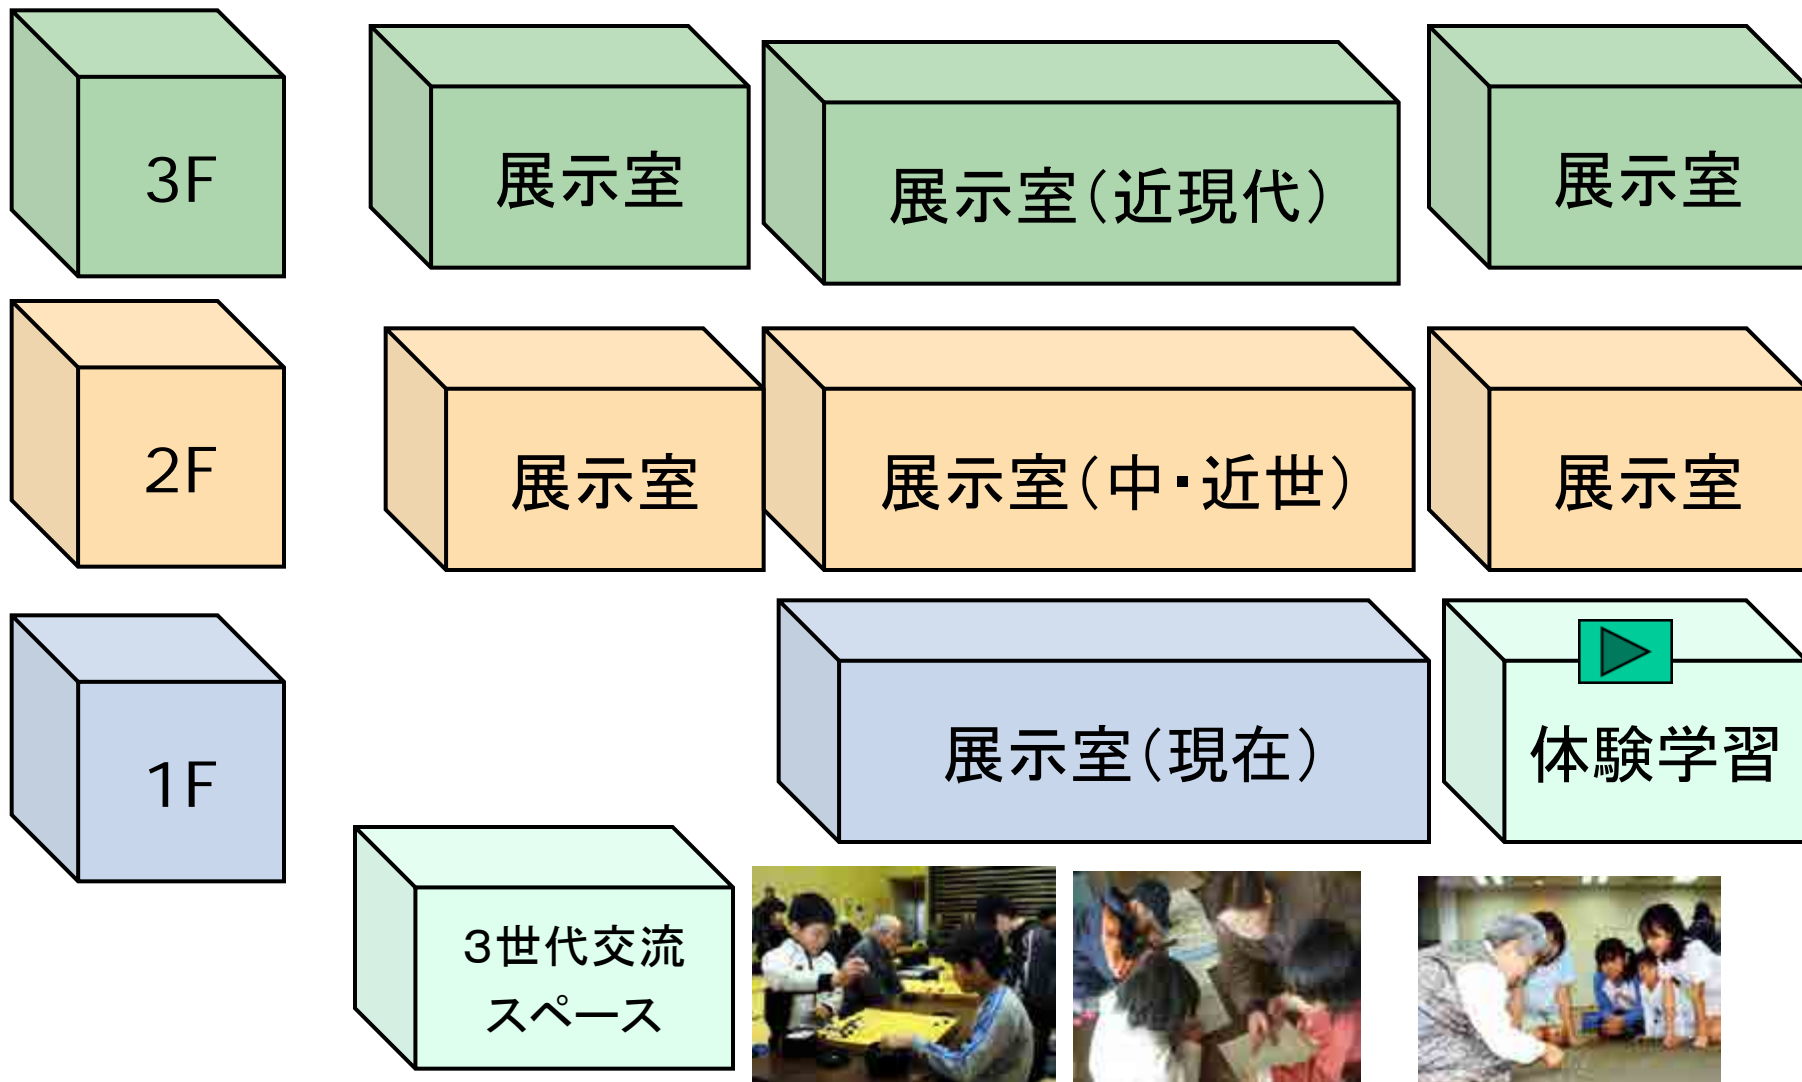 3F
展示室
展示室（近現代）
展示室
2F
展示室
展示室（中・近世）
展示室
1F
展示室（現在）
体験学習
3世代交流
スペース